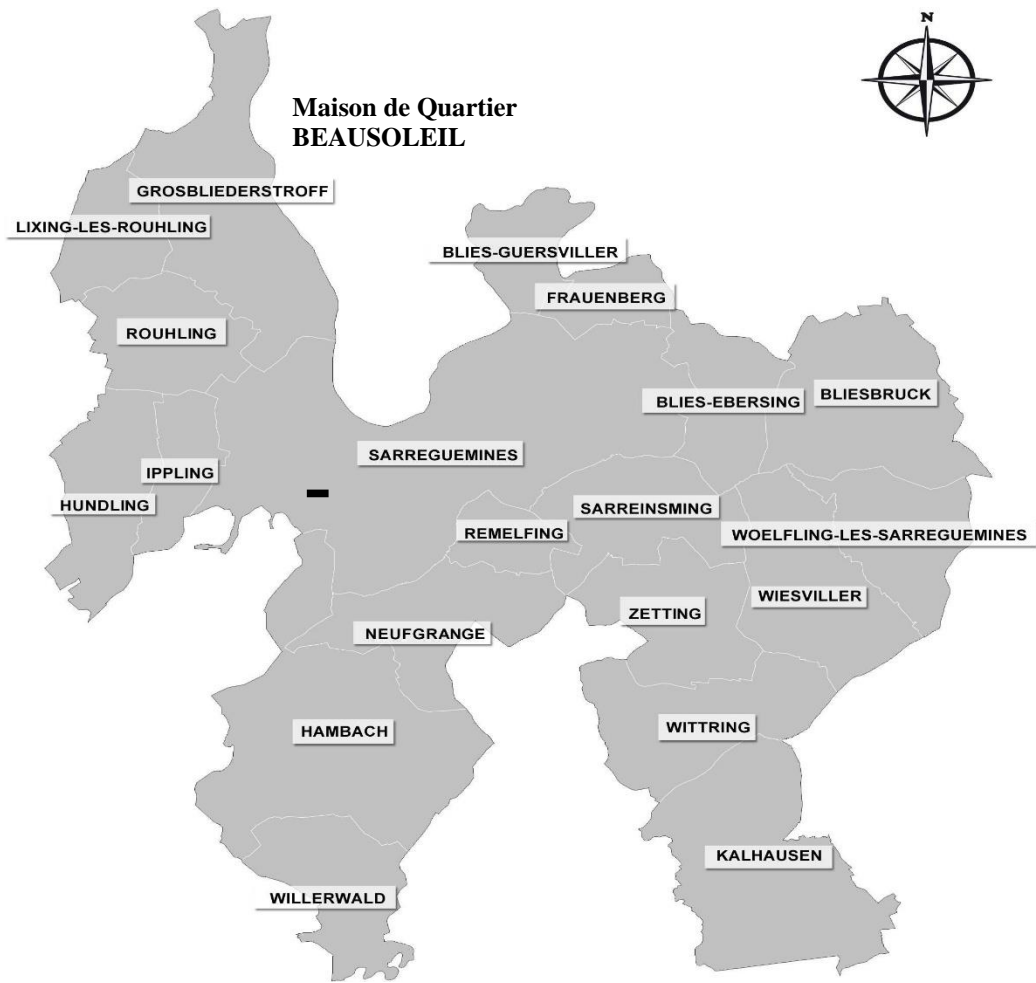 N
Maison de Quartier
BEAUSOLEIL
GROSBLIEDERSTROFF
LIXING-LES-ROUHLING
BLIES-GUERSVILLER
FRAUENBERG
ROUHLING
BLIESBRUCK
BLIES-EBERSING
SARREGUEMINES
IPPLING
HUNDLING
SARREINSMING
REMELFING
WOELFLING-LES-SARREGUEMINES
WIESVILLER
ZETTING
NEUFGRANGE
WITTRING
HAMBACH
KALHAUSEN
WILLERWALD